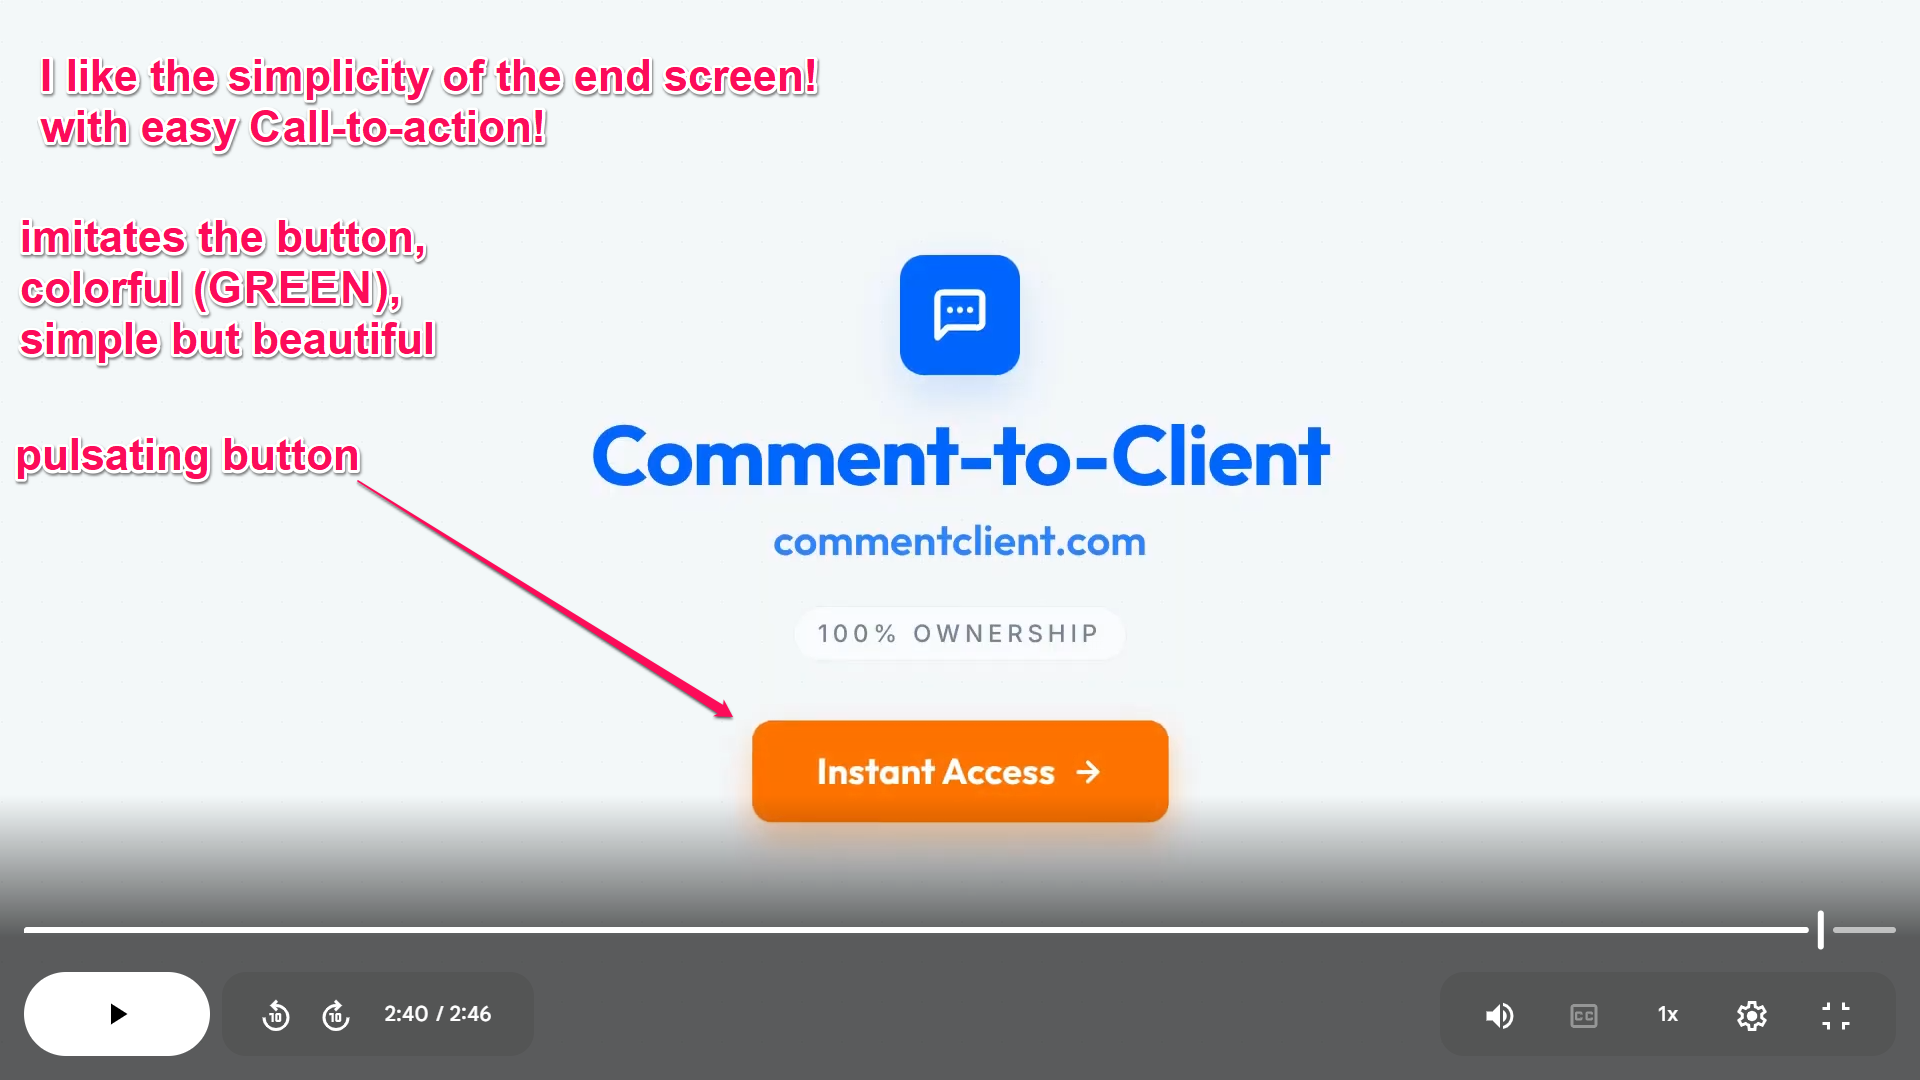 I like the simplicity of the end screen!
with easy Call-to-action!
imitates the button,
colorful (GREEN),
simple but beautiful
pulsating button
Comment-to-Client
commentclient.com
100% OWNERSHIP
Instant Access →
10
10
2:40 / 2:46
CC
1x